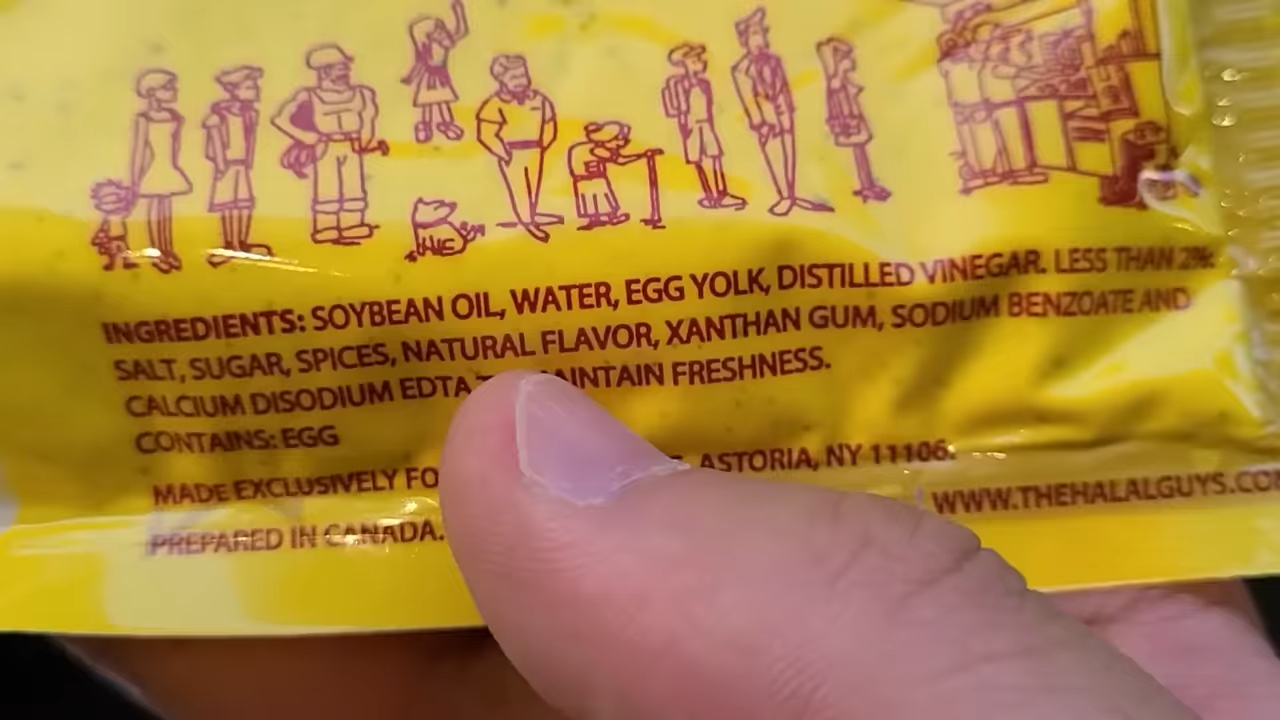 INGREDIENTS: SOYBEAN OIL, WATER, EGG YOLK, DISTILLED VINEGAR. LESS THAN 2%:
SALT, SUGAR, SPICES, NATURAL FLAVOR, XANTHAN GUM, SODIUM BENZOATE AND
CALCIUM DISODIUM EDTA FRESHNESS.
CONTAINS: EGG
MADE EXCLUSIVELY ASTORIA, NY 11106.
WWW.THEHALALGUYS.CO
PREPARED IN CANADA.